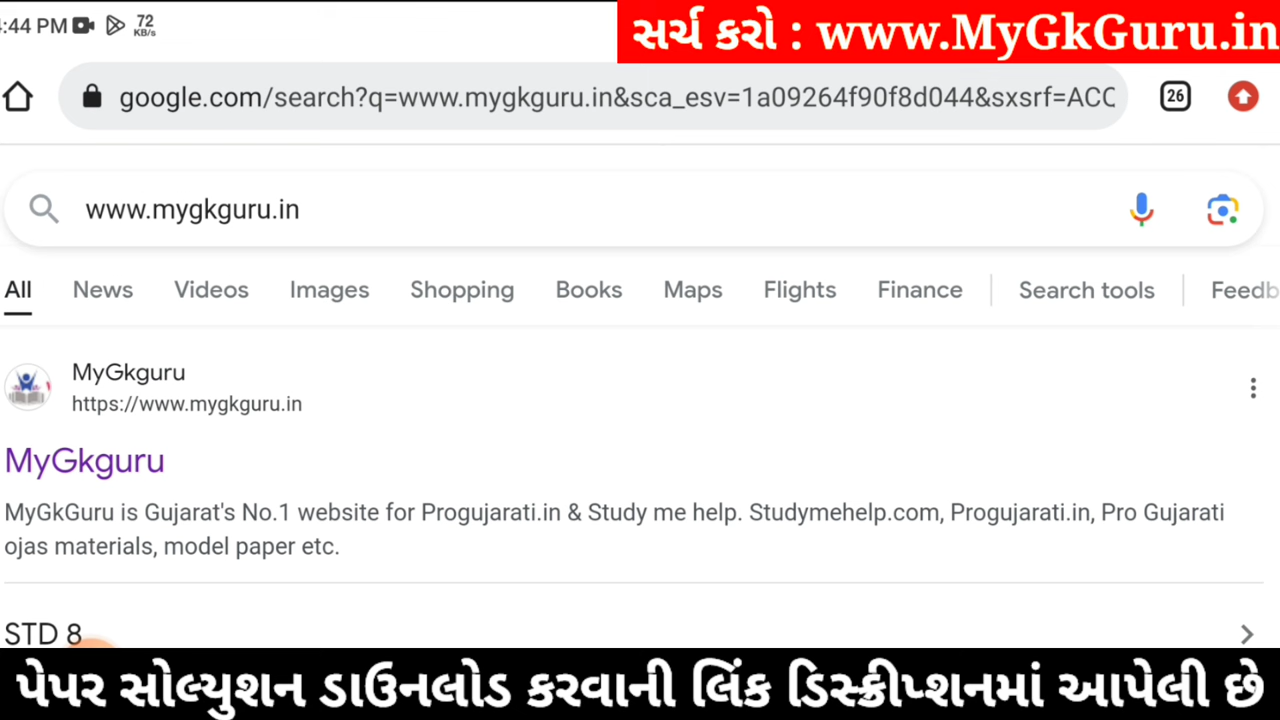 :44 PM 72 KB/s
સર્ચ કરો : www.MyGkGuru.in
google.com/search?q=www.mygkguru.in&sca_esv=1a09264f90f8d044&sxsrf=ACC
26
www.mygkguru.in
All News Videos Images Shopping Books Maps Flights Finance Search tools Feedb
MyGkguru
https://www.mygkguru.in
MyGkguru
MyGkGuru is Gujarat's No.1 website for Progujarati.in & Study me help. Studymehelp.com, Progujarati.in, Pro Gujarati
ojas materials, model paper etc.
STD 8
પેપર સોલ્યુશન ડાઉનલોડ કરવાની લિંક ડિસ્ક્રીપ્શનમાં આપેલી છે